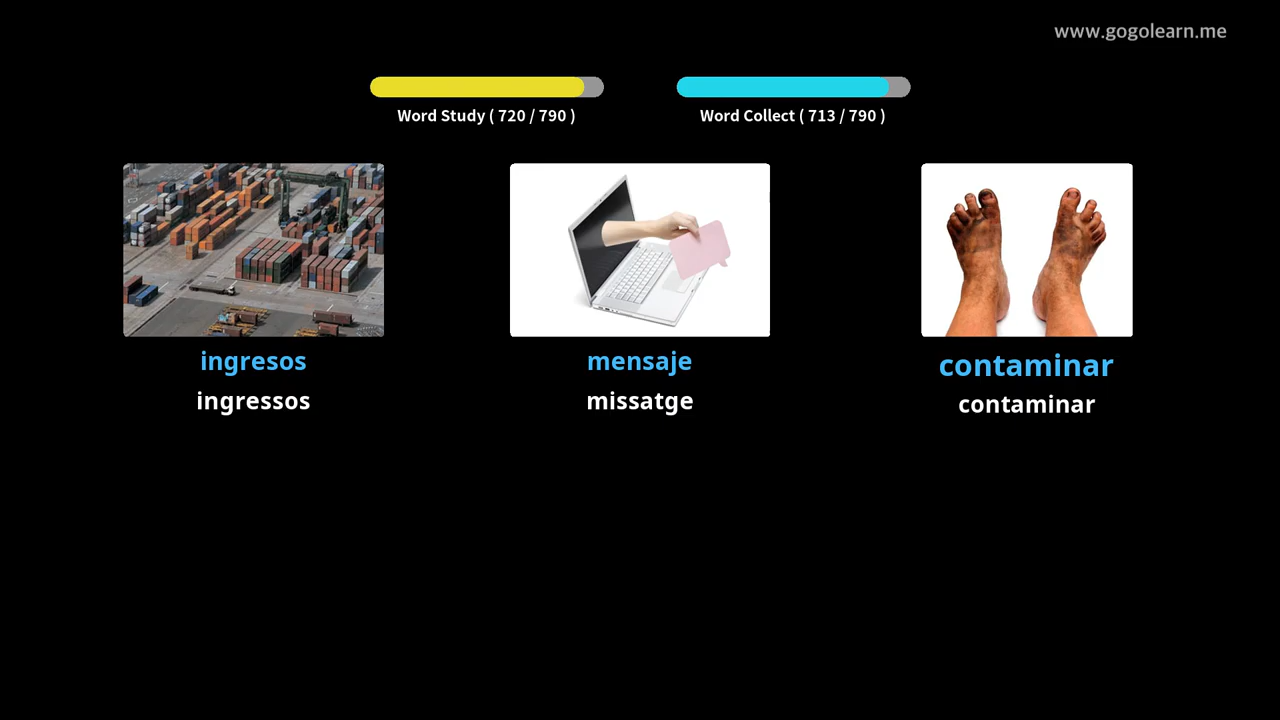 www.gogolearn.me
Word Study ( 720 / 790 )
Word Collect ( 713 / 790 )
ingresos
ingressos
mensaje
missatge
contaminar
contaminar